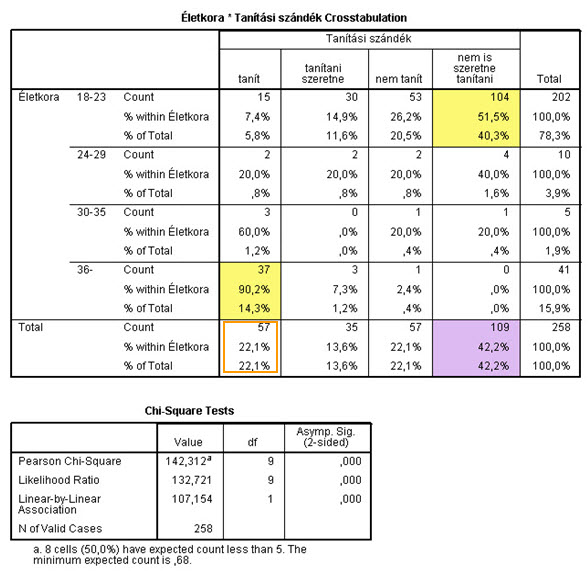 Életkora * Tanítási szándék Crosstabulation
Tanítási szándék
tanít tanítani szeretne nem tanít nem is szeretne tanítani Total
Életkora 18-23 Count 15 30 53 104 202
% within Életkora 7,4% 14,9% 26,2% 51,5% 100,0%
% of Total 5,8% 11,6% 20,5% 40,3% 78,3%
24-29 Count 2 2 2 4 10
% within Életkora 20,0% 20,0% 20,0% 40,0% 100,0%
% of Total ,8% ,8% ,8% 1,6% 3,9%
30-35 Count 3 0 1 1 5
% within Életkora 60,0% ,0% 20,0% 20,0% 100,0%
% of Total 1,2% ,0% ,4% ,4% 1,9%
36- Count 37 3 1 0 41
% within Életkora 90,2% 7,3% 2,4% ,0% 100,0%
% of Total 14,3% 1,2% ,4% ,0% 15,9%
Total Count 57 35 57 109 258
% within Életkora 22,1% 13,6% 22,1% 42,2% 100,0%
% of Total 22,1% 13,6% 22,1% 42,2% 100,0%
Chi-Square Tests
Value df Asymp. Sig. (2-sided)
Pearson Chi-Square 142,312a 9 ,000
Likelihood Ratio 132,721 9 ,000
Linear-by-Linear Association 107,154 1 ,000
N of Valid Cases 258
a. 8 cells (50,0%) have expected count less than 5. The
minimum expected count is ,68.